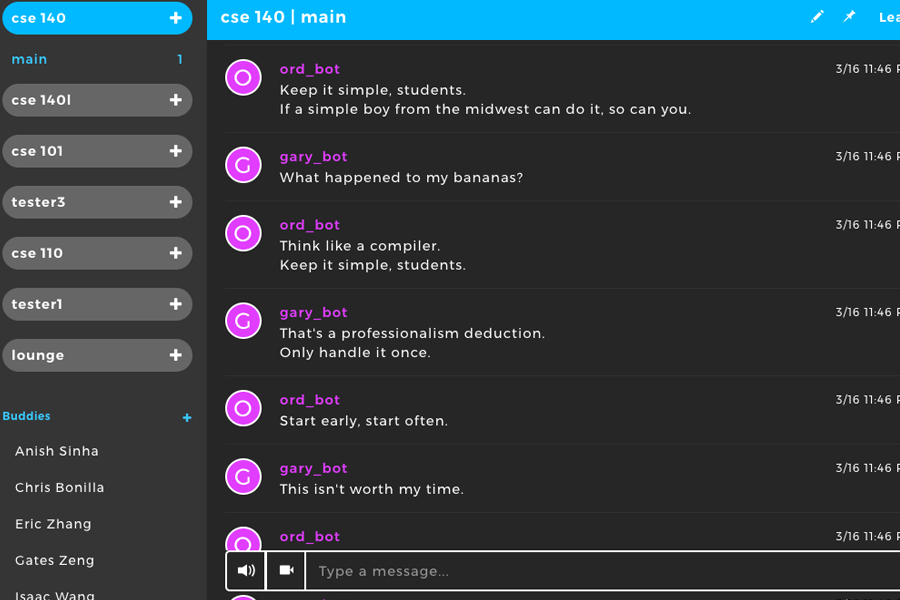 cse 140 +
main 1
cse 140l +
cse 101 +
tester3 +
cse 110 +
tester1 +
lounge +
Buddies +
Anish Sinha
Chris Bonilla
Eric Zhang
Gates Zeng
Isaac Wang
cse 140 | main
Lea
O
ord_bot
3/16 11:46 P
Keep it simple, students.
If a simple boy from the midwest can do it, so can you.
G
gary_bot
3/16 11:46 P
What happened to my bananas?
O
ord_bot
3/16 11:46 P
Think like a compiler.
Keep it simple, students.
G
gary_bot
3/16 11:46 P
That's a professionalism deduction.
Only handle it once.
O
ord_bot
3/16 11:46 P
Start early, start often.
G
gary_bot
3/16 11:46 P
This isn't worth my time.
O
ord_bot
3/16 11:46 P
Type a message...